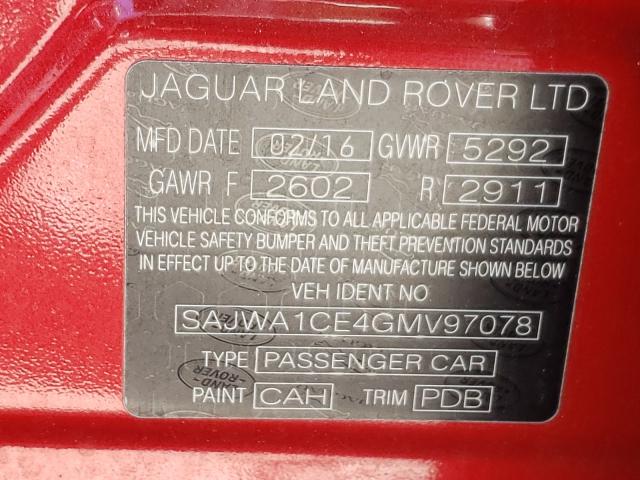 JAGUAR LAND ROVER LTD
MFD DATE 02/16 GVWR 5292
GAWR F 2602 R 2911
THIS VEHICLE CONFORMS TO ALL APPLICABLE FEDERAL MOTOR
VEHICLE SAFETY BUMPER AND THEFT PREVENTION STANDARDS
IN EFFECT UP TO THE DATE OF MANUFACTURE SHOWN BELOW
VEH IDENT NO
SAJWA1CE4GMV97078
TYPE PASSENGER CAR
PAINT CAH TRIM PDB